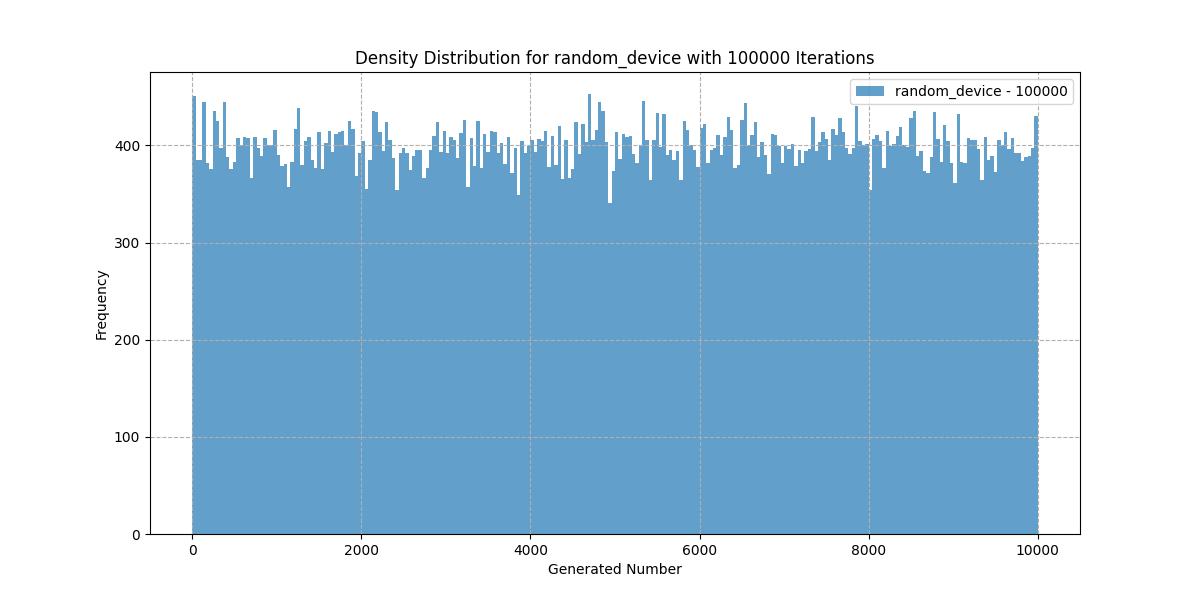 Density Distribution for random_device with 100000 Iterations
random_device - 100000
Frequency
400
300
200
100
0
0 2000 4000 6000 8000 10000
Generated Number